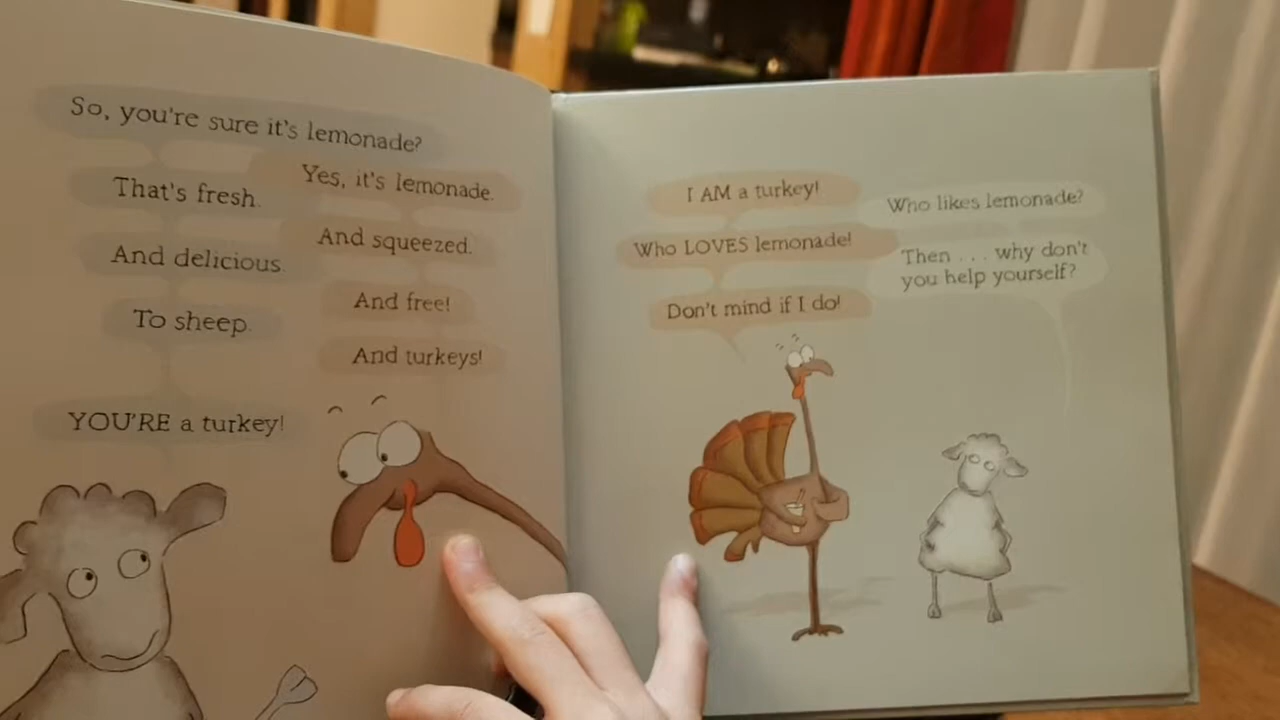 So, you're sure it's lemonade?
Yes, it's lemonade.
That's fresh.
And squeezed.
And delicious.
And free!
To sheep.
And turkeys!
YOU'RE a turkey!
I AM a turkey!
Who likes lemonade?
Who LOVES lemonade!
Then . . . why don't
you help yourself?
Don't mind if I do!